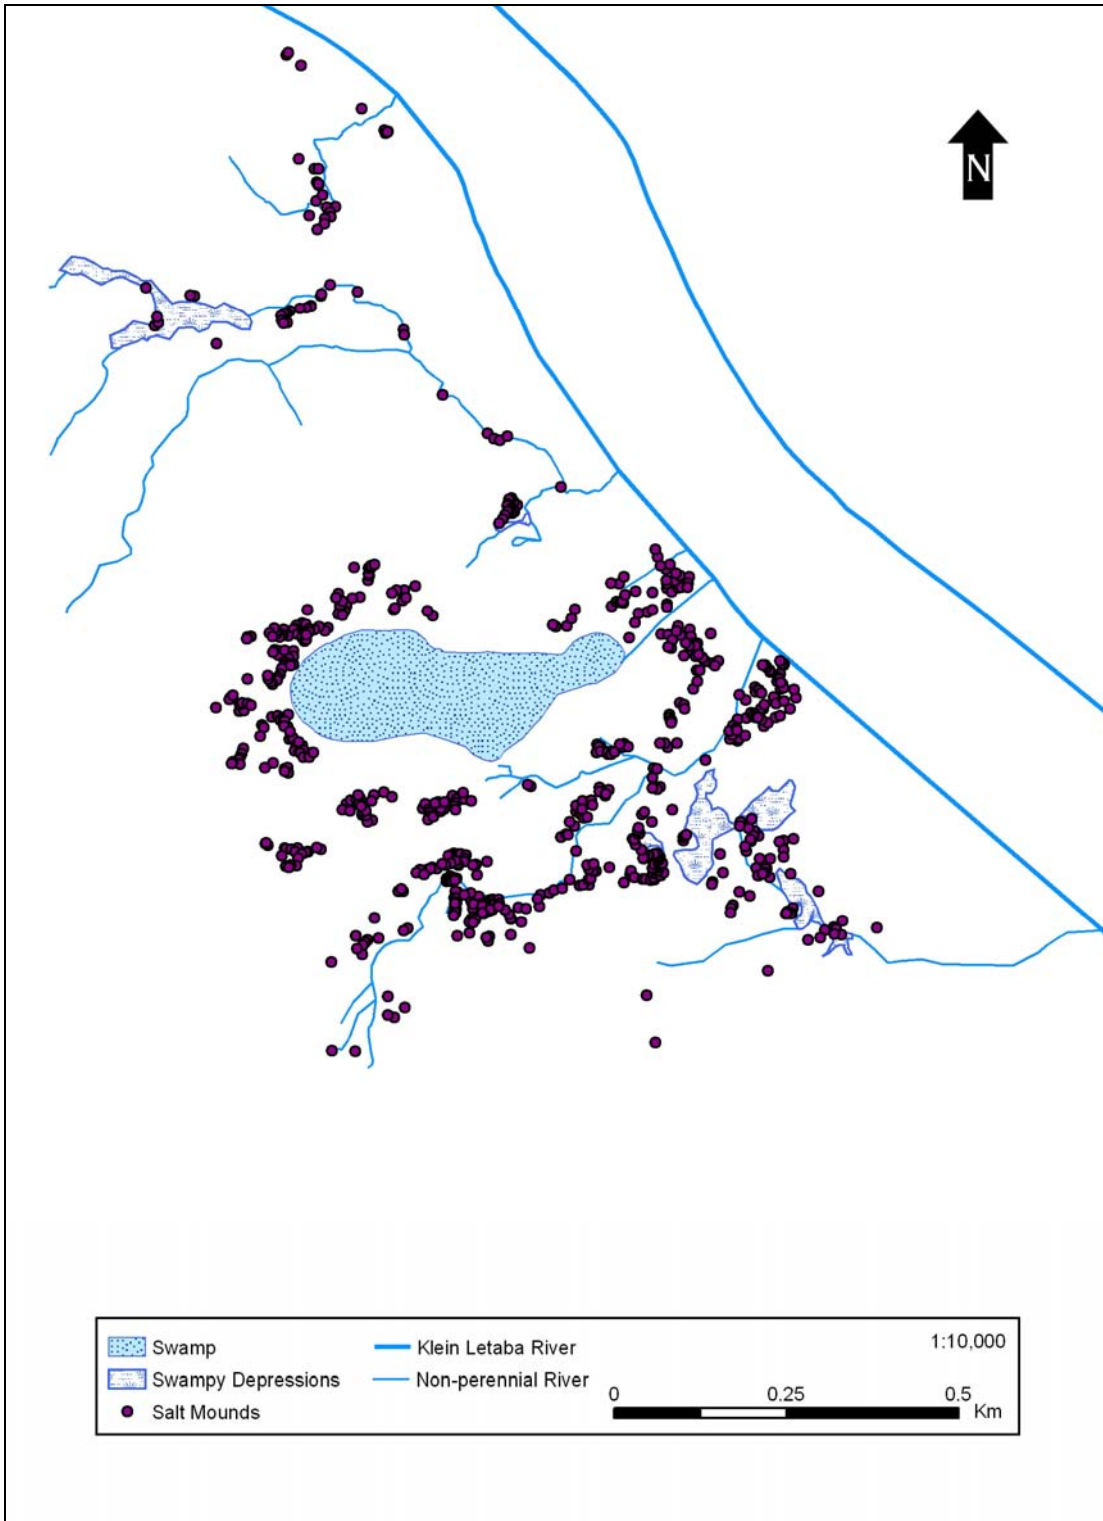 N
Swamp
Klein Letaba River
1:10,000
Swampy Depressions
Non-perennial River
0 0.25 0.5
Salt Mounds
Km